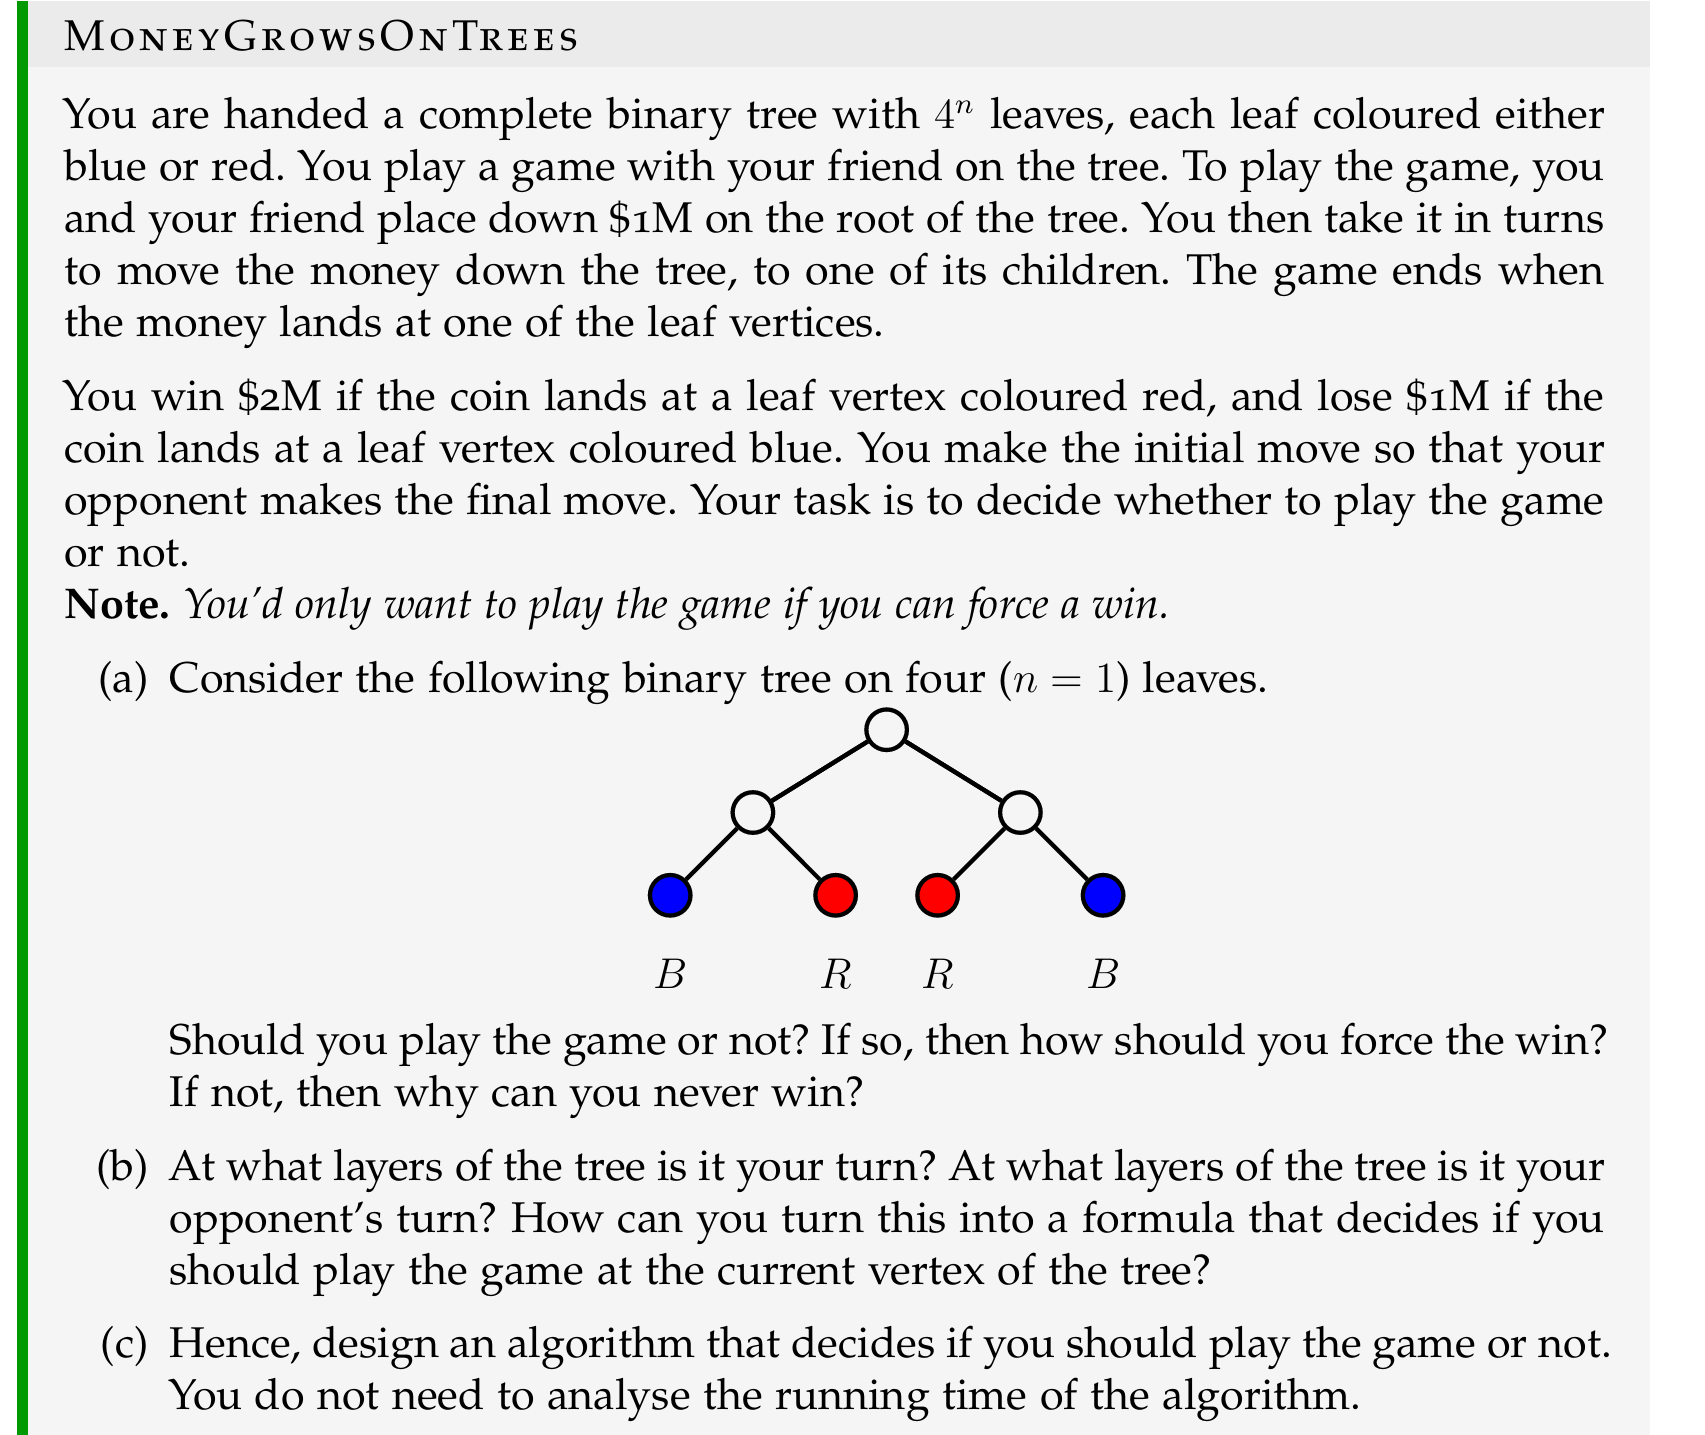 MONEYGROWSONTREES
You are handed a complete binary tree with 4ⁿ leaves, each leaf coloured either
blue or red. You play a game with your friend on the tree. To play the game, you
and your friend place down $1M on the root of the tree. You then take it in turns
to move the money down the tree, to one of its children. The game ends when
the money lands at one of the leaf vertices.
You win $2M if the coin lands at a leaf vertex coloured red, and lose $1M if the
coin lands at a leaf vertex coloured blue. You make the initial move so that your
opponent makes the final move. Your task is to decide whether to play the game
or not.
Note. You'd only want to play the game if you can force a win.
(a) Consider the following binary tree on four (n = 1) leaves.
B R R B
Should you play the game or not? If so, then how should you force the win?
If not, then why can you never win?
(b) At what layers of the tree is it your turn? At what layers of the tree is it your
opponent's turn? How can you turn this into a formula that decides if you
should play the game at the current vertex of the tree?
(c) Hence, design an algorithm that decides if you should play the game or not.
You do not need to analyse the running time of the algorithm.